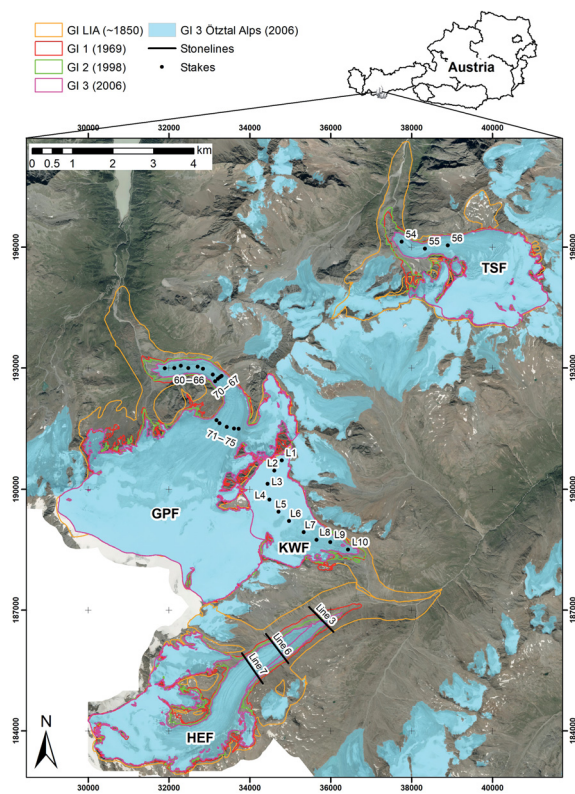 GI LIA (~1850)
GI 1 (1969)
GI 2 (1998)
GI 3 (2006)
GI 3 Ötztal Alps (2006)
Stonelines
Stakes
Austria
30000 32000 34000 36000 38000 40000
km
0 0.5 1 2 3 4
196000 196000
54
55
56
TSF
193000 193000
60–66
70–67
71–75
L1
L2
L3
190000 190000
L4
L5
GPF
L6
L7
L8
L9
KWF
L10
187000 187000
Line 3
Line 6
Line 7
N
184000 184000
HEF
30000 32000 34000 36000 38000 40000